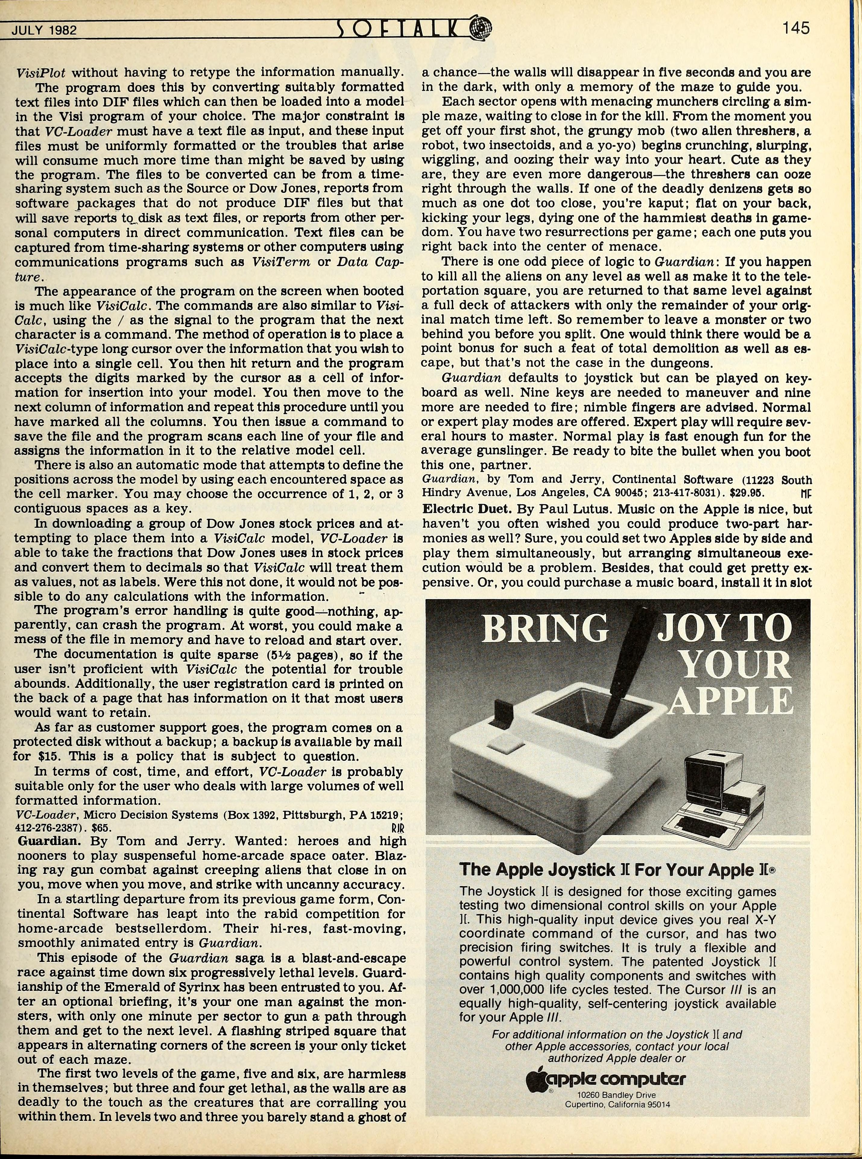 JULY 1982
SOFTALK
145
VisiPlot without having to retype the information manually.
The program does this by converting suitably formatted
text files into DIF files which can then be loaded into a model
in the Visi program of your choice. The major constraint is
that VC-Loader must have a text file as input, and these input
files must be uniformly formatted or the troubles that arise
will consume much more time than might be saved by using
the program. The files to be converted can be from a time-
sharing system such as the Source or Dow Jones, reports from
software packages that do not produce DIF files but that
will save reports to disk as text files, or reports from other per-
sonal computers in direct communication. Text files can be
captured from time-sharing systems or other computers using
communications programs such as VisiTerm or Data Cap-
ture.
The appearance of the program on the screen when booted
is much like VisiCalc. The commands are also similar to Visi-
Calc, using the / as the signal to the program that the next
character is a command. The method of operation is to place a
VisiCalc-type long cursor over the information that you wish to
place into a single cell. You then hit return and the program
accepts the digits marked by the cursor as a cell of infor-
mation for insertion into your model. You then move to the
next column of information and repeat this procedure until you
have marked all the columns. You then issue a command to
save the file and the program scans each line of your file and
assigns the information in it to the relative model cell.
There is also an automatic mode that attempts to define the
positions across the model by using each encountered space as
the cell marker. You may choose the occurrence of 1, 2, or 3
contiguous spaces as a key.
In downloading a group of Dow Jones stock prices and at-
tempting to place them into a VisiCalc model, VC-Loader is
able to take the fractions that Dow Jones uses in stock prices
and convert them to decimals so that VisiCalc will treat them
as values, not as labels. Were this not done, it would not be pos-
sible to do any calculations with the information.
The program's error handling is quite good—nothing, ap-
parently, can crash the program. At worst, you could make a
mess of the file in memory and have to reload and start over.
The documentation is quite sparse (5½ pages), so if the
user isn't proficient with VisiCalc the potential for trouble
abounds. Additionally, the user registration card is printed on
the back of a page that has information on it that most users
would want to retain.
As far as customer support goes, the program comes on a
protected disk without a backup; a backup is available by mail
for $15. This is a policy that is subject to question.
In terms of cost, time, and effort, VC-Loader is probably
suitable only for the user who deals with large volumes of well
formatted information.
VC-Loader, Micro Decision Systems (Box 1392, Pittsburgh, PA 15219;
412-276-2387). $65. RJR
Guardian. By Tom and Jerry. Wanted: heroes and high
nooners to play suspenseful home-arcade space oater. Blaz-
ing ray gun combat against creeping aliens that close in on
you, move when you move, and strike with uncanny accuracy.
In a startling departure from its previous game form, Con-
tinental Software has leapt into the rabid competition for
home-arcade bestsellerdom. Their hi-res, fast-moving,
smoothly animated entry is Guardian.
This episode of the Guardian saga is a blast-and-escape
race against time down six progressively lethal levels. Guard-
ianship of the Emerald of Syrinx has been entrusted to you. Af-
ter an optional briefing, it's your one man against the mon-
sters, with only one minute per sector to gun a path through
them and get to the next level. A flashing striped square that
appears in alternating corners of the screen is your only ticket
out of each maze.
The first two levels of the game, five and six, are harmless
in themselves; but three and four get lethal, as the walls are as
deadly to the touch as the creatures that are corralling you
within them. In levels two and three you barely stand a ghost of
a chance—the walls will disappear in five seconds and you are
in the dark, with only a memory of the maze to guide you.
Each sector opens with menacing munchers circling a sim-
ple maze, waiting to close in for the kill. From the moment you
get off your first shot, the grungy mob (two alien threshers, a
robot, two insectoids, and a yo-yo) begins crunching, slurping,
wiggling, and oozing their way into your heart. Cute as they
are, they are even more dangerous—the threshers can ooze
right through the walls. If one of the deadly denizens gets so
much as one dot too close, you're kaput; flat on your back,
kicking your legs, dying one of the hammiest deaths in game-
dom. You have two resurrections per game; each one puts you
right back into the center of menace.
There is one odd piece of logic to Guardian: If you happen
to kill all the aliens on any level as well as make it to the tele-
portation square, you are returned to that same level against
a full deck of attackers with only the remainder of your orig-
inal match time left. So remember to leave a monster or two
behind you before you split. One would think there would be a
point bonus for such a feat of total demolition as well as es-
cape, but that's not the case in the dungeons.
Guardian defaults to joystick but can be played on key-
board as well. Nine keys are needed to maneuver and nine
more are needed to fire; nimble fingers are advised. Normal
or expert play modes are offered. Expert play will require sev-
eral hours to master. Normal play is fast enough fun for the
average gunslinger. Be ready to bite the bullet when you boot
this one, partner.
Guardian, by Tom and Jerry, Continental Software (11223 South
Hindry Avenue, Los Angeles, CA 90045; 213-417-8031). $29.95. MF
Electric Duet. By Paul Lutus. Music on the Apple is nice, but
haven't you often wished you could produce two-part har-
monies as well? Sure, you could set two Apples side by side and
play them simultaneously, but arranging simultaneous exe-
cution would be a problem. Besides, that could get pretty ex-
pensive. Or, you could purchase a music board, install it in slot
BRING JOY TO
YOUR
APPLE
The Apple Joystick ][ For Your Apple ][®
The Joystick ][ is designed for those exciting games
testing two dimensional control skills on your Apple
][. This high-quality input device gives you real X-Y
coordinate command of the cursor, and has two
precision firing switches. It is truly a flexible and
powerful control system. The patented Joystick ][
contains high quality components and switches with
over 1,000,000 life cycles tested. The Cursor /// is an
equally high-quality, self-centering joystick available
for your Apple ///.
For additional information on the Joystick ][ and
other Apple accessories, contact your local
authorized Apple dealer or
apple computer
10260 Bandley Drive
Cupertino, California 95014